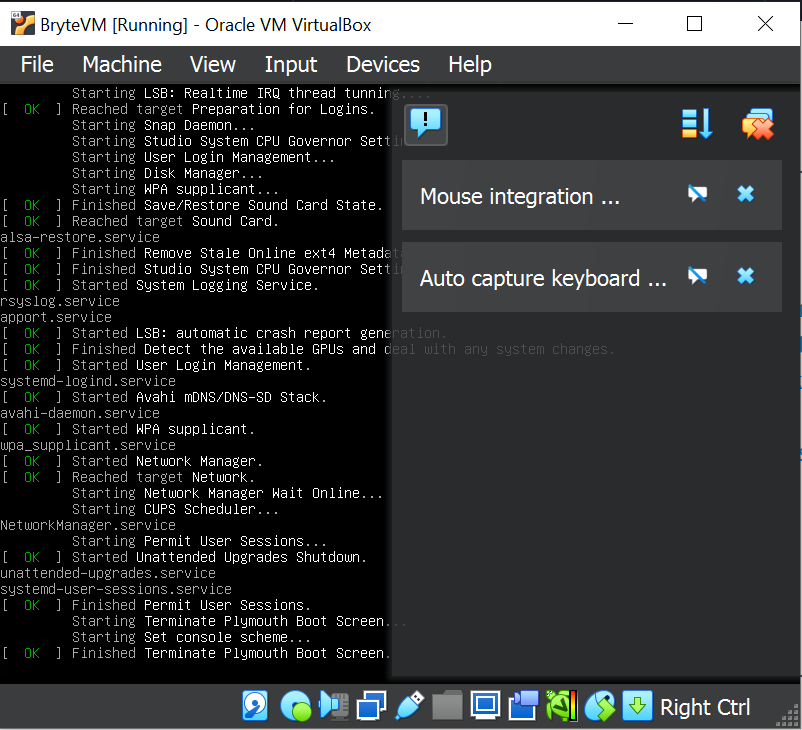 BryteVM [Running] - Oracle VM VirtualBox
File Machine View Input Devices Help
Starting LSB: Realtime IRQ thread tunning....
[ OK ] Reached target Preparation for Logins.
Starting Snap Daemon...
Starting Studio System CPU Governor Setti
Starting User Login Management...
Starting Disk Manager...
Starting WPA supplicant...
[ OK ] Finished Save/Restore Sound Card State.
[ OK ] Reached target Sound Card.
alsa-restore.service
[ OK ] Finished Remove Stale Online ext4 Metadat
[ OK ] Finished Studio System CPU Governor Setti
[ OK ] Started System Logging Service.
rsyslog.service
apport.service
[ OK ] Started LSB: automatic crash report generation.
[ OK ] Finished Detect the available GPUs and deal with any system changes.
[ OK ] Started User Login Management.
systemd-logind.service
[ OK ] Started Avahi mDNS/DNS-SD Stack.
avahi-daemon.service
[ OK ] Started WPA supplicant.
wpa_supplicant.service
[ OK ] Started Network Manager.
[ OK ] Reached target Network.
Starting Network Manager Wait Online...
Starting CUPS Scheduler...
NetworkManager.service
Starting Permit User Sessions...
[ OK ] Started Unattended Upgrades Shutdown.
unattended-upgrades.service
systemd-user-sessions.service
[ OK ] Finished Permit User Sessions.
Starting Terminate Plymouth Boot Screen...
Starting Set console scheme...
[ OK ] Finished Terminate Plymouth Boot Screen.
Mouse integration ...
Auto capture keyboard ...
Right Ctrl